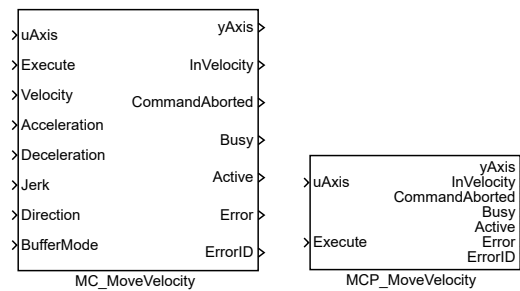 uAxis
Execute
Velocity
Acceleration
Deceleration
Jerk
Direction
BufferMode
yAxis
InVelocity
CommandAborted
Busy
Active
Error
ErrorID
MC_MoveVelocity
uAxis
Execute
yAxis
InVelocity
CommandAborted
Busy
Active
Error
ErrorID
MCP_MoveVelocity